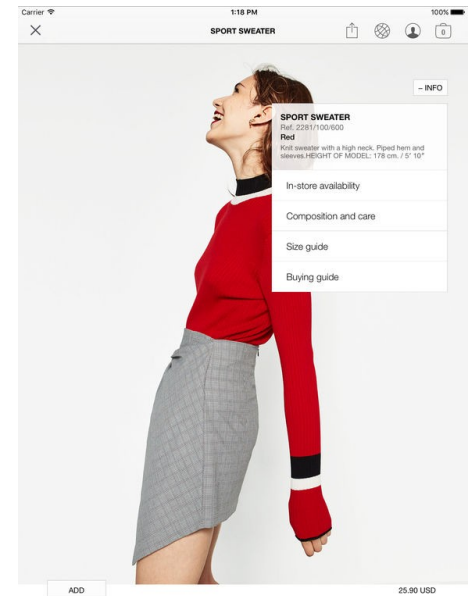 Carrier 1:18 PM 100%
SPORT SWEATER 0
– INFO
SPORT SWEATER
Ref. 2281/100/600
Red
Knit sweater with a high neck. Piped hem and
sleeves.HEIGHT OF MODEL: 178 cm. / 5' 10"
In-store availability
Composition and care
Size guide
Buying guide
ADD 25.90 USD